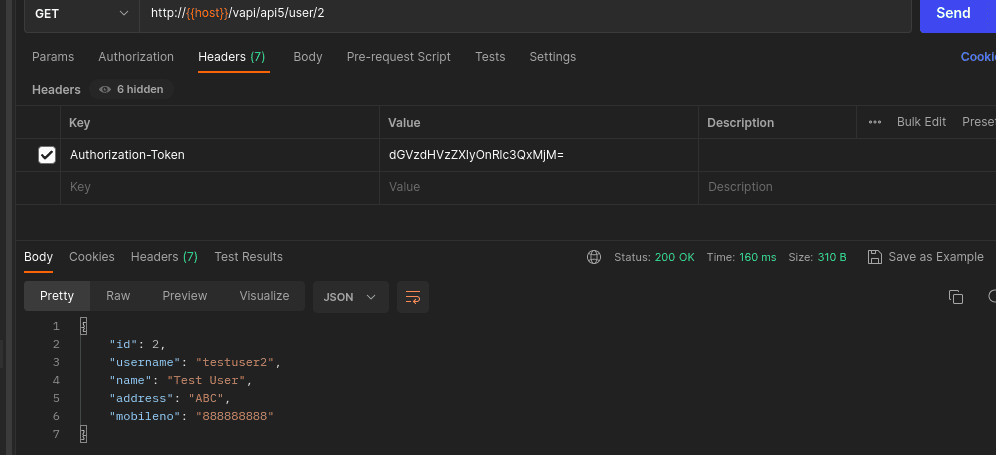 GET http://{{host}}/vapi/api5/user/2 Send
Params Authorization Headers (7) Body Pre-request Script Tests Settings Cookie
Headers 6 hidden
Key Value Description ••• Bulk Edit Preset
Authorization-Token dGVzdHVzZXIyOnRlc3QxMjM=
Key Value Description
Body Cookies Headers (7) Test Results Status: 200 OK Time: 160 ms Size: 310 B Save as Example
Pretty Raw Preview Visualize JSON
1 {
2 "id": 2,
3 "username": "testuser2",
4 "name": "Test User",
5 "address": "ABC",
6 "mobileno": "888888888"
7 }